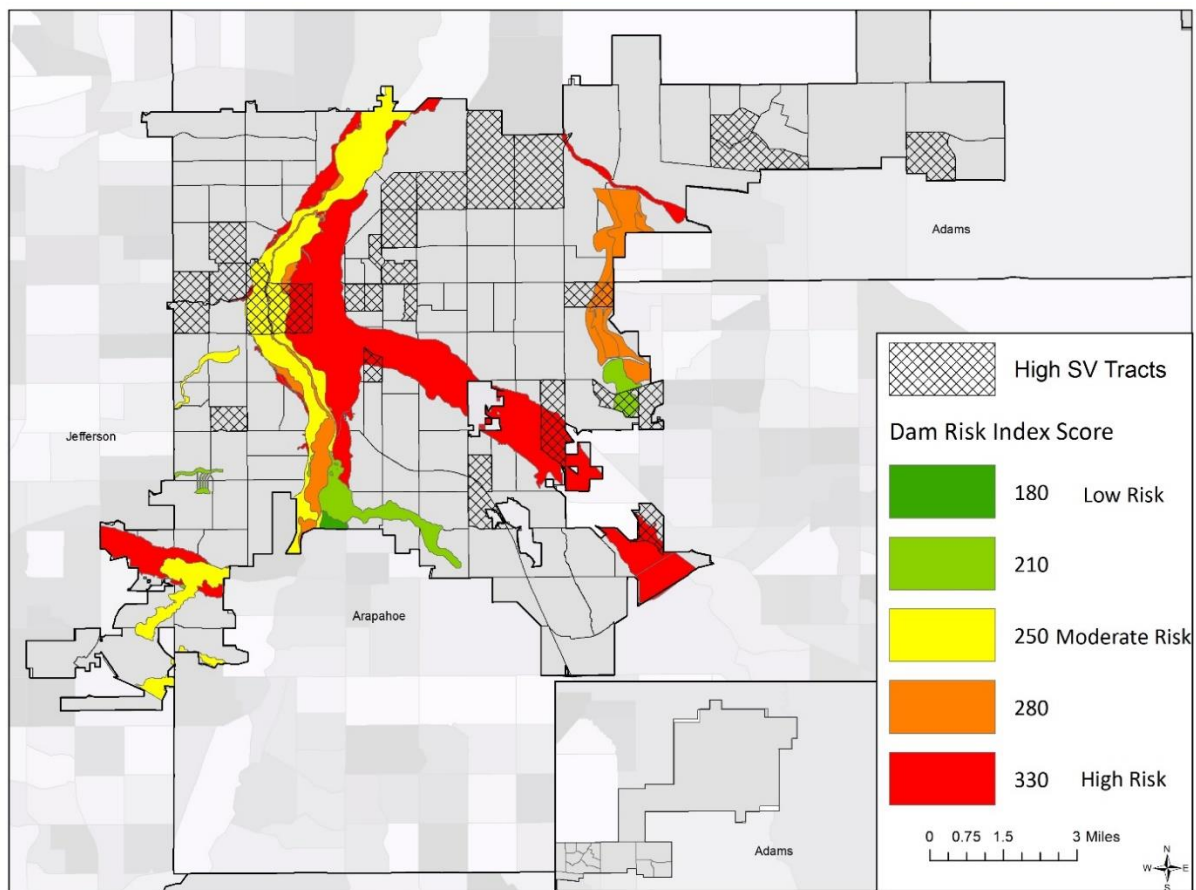 Adams
Jefferson
Arapahoe
Adams
High SV Tracts
Dam Risk Index Score
180 Low Risk
210
250 Moderate Risk
280
330 High Risk
0 0.75 1.5 3 Miles
N
W E
S